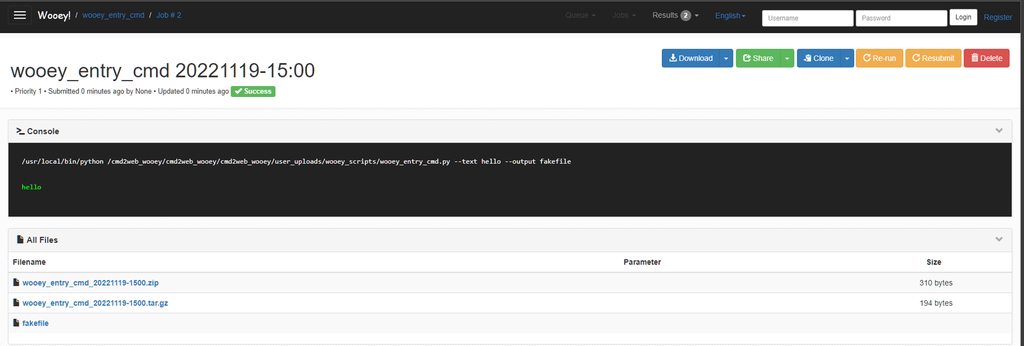 Wooey! / wooey_entry_cmd / Job # 2 Queue Jobs Results 2 English Username Password Login Register
wooey_entry_cmd 20221119-15:00
Download Share Clone Re-run Resubmit Delete
• Priority 1 • Submitted 0 minutes ago by None • Updated 0 minutes ago Success
Console
/usr/local/bin/python /cmd2web_wooey/cmd2web_wooey/cmd2web_wooey/user_uploads/wooey_scripts/wooey_entry_cmd.py --text hello --output fakefile
hello
All Files
Filename Parameter Size
wooey_entry_cmd_20221119-1500.zip 310 bytes
wooey_entry_cmd_20221119-1500.tar.gz 194 bytes
fakefile